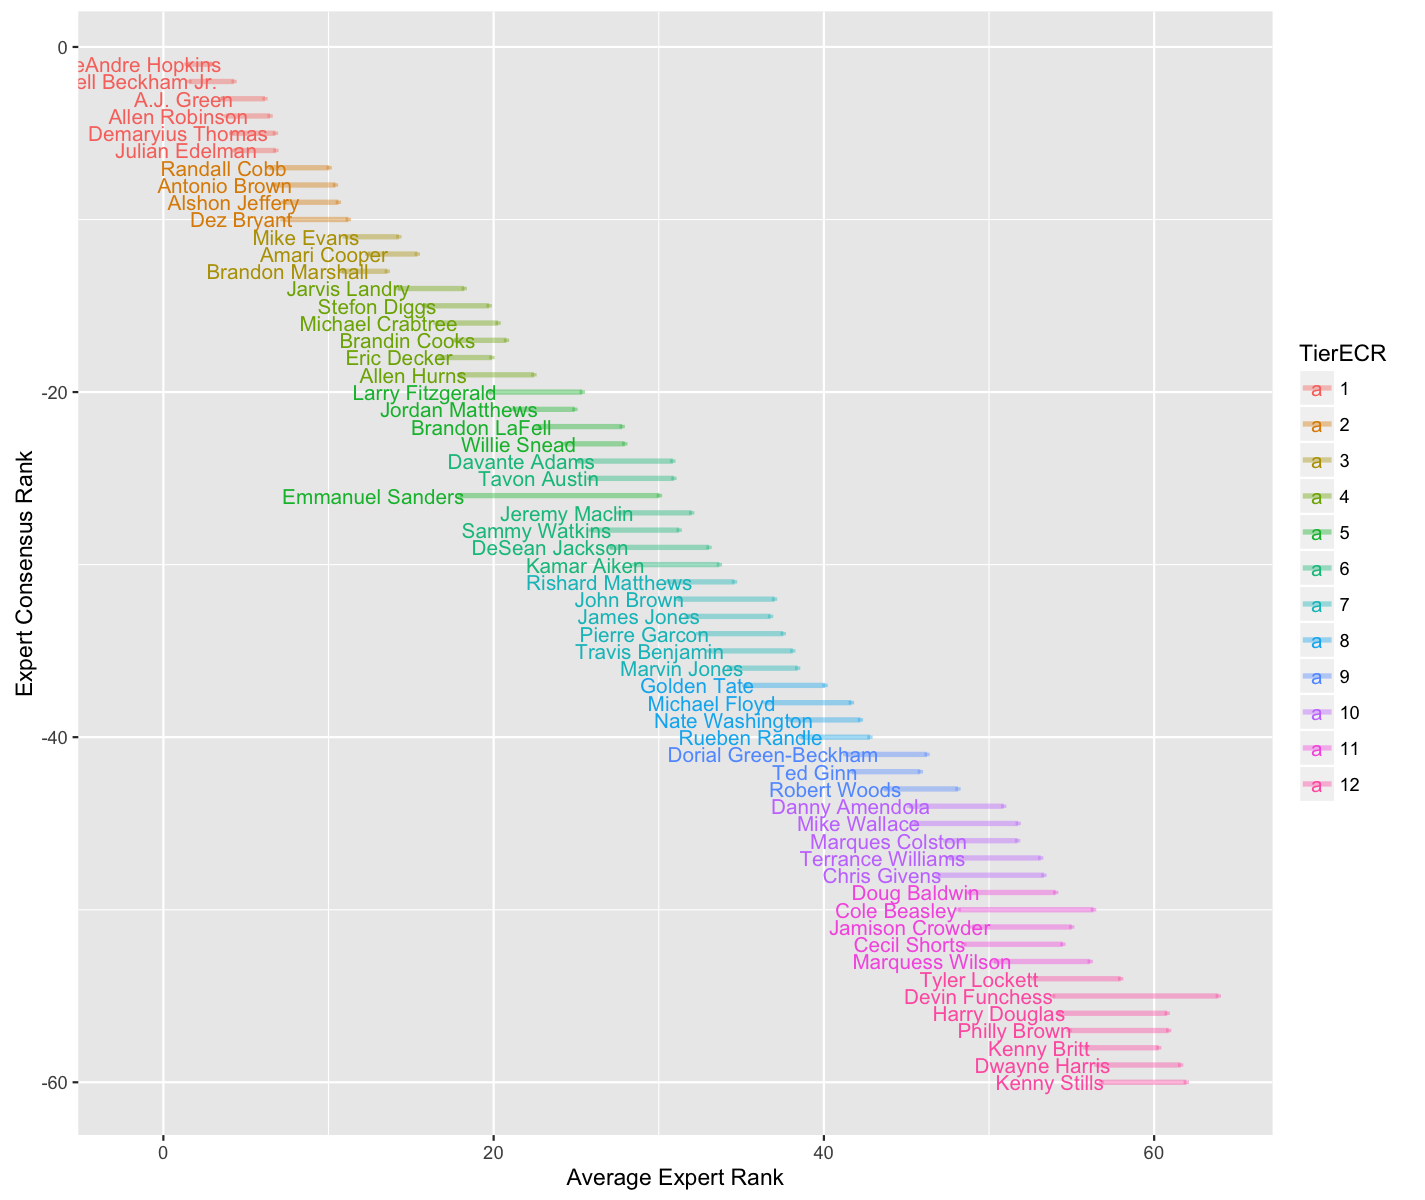 0
eAndre Hopkins
ell Beckham Jr.
A.J. Green
Allen Robinson
Demaryius Thomas
Julian Edelman
Randall Cobb
Antonio Brown
Alshon Jeffery
Dez Bryant
Mike Evans
Amari Cooper
Brandon Marshall
Jarvis Landry
Stefon Diggs
Michael Crabtree
Brandin Cooks
Eric Decker
Allen Hurns
-20
Larry Fitzgerald
Jordan Matthews
Brandon LaFell
Willie Snead
Davante Adams
Tavon Austin
Emmanuel Sanders
Jeremy Maclin
Sammy Watkins
DeSean Jackson
Kamar Aiken
Rishard Matthews
John Brown
James Jones
Pierre Garcon
Travis Benjamin
Marvin Jones
Golden Tate
Michael Floyd
Nate Washington
-40
Rueben Randle
Dorial Green-Beckham
Ted Ginn
Robert Woods
Danny Amendola
Mike Wallace
Marques Colston
Terrance Williams
Chris Givens
Doug Baldwin
Cole Beasley
Jamison Crowder
Cecil Shorts
Marquess Wilson
Tyler Lockett
Devin Funchess
Harry Douglas
Philly Brown
Kenny Britt
Dwayne Harris
-60
Kenny Stills
Expert Consensus Rank
0 20 40 60
Average Expert Rank
TierECR
a 1
a 2
a 3
a 4
a 5
a 6
a 7
a 8
a 9
a 10
a 11
a 12